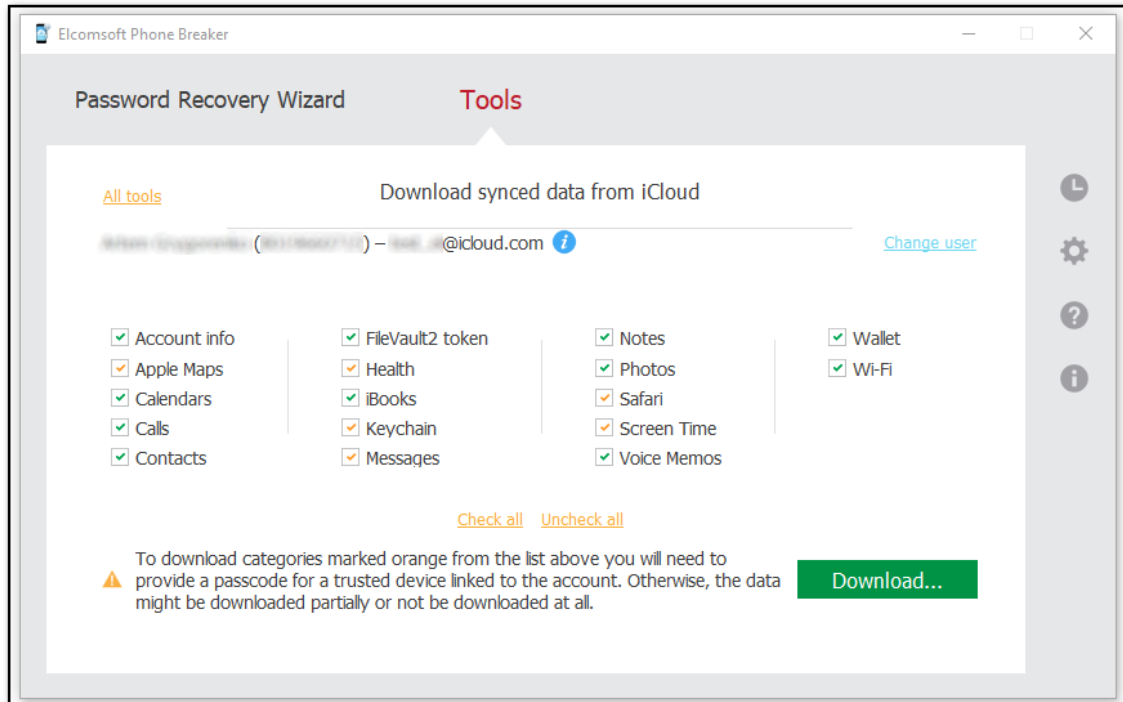 Elcomsoft Phone Breaker
Password Recovery Wizard
Tools
All tools
Download synced data from iCloud
( ) – @icloud.com
Change user
Account info
Apple Maps
Calendars
Calls
Contacts
FileVault2 token
Health
iBooks
Keychain
Messages
Notes
Photos
Safari
Screen Time
Voice Memos
Wallet
Wi-Fi
Check all Uncheck all
To download categories marked orange from the list above you will need to
provide a passcode for a trusted device linked to the account. Otherwise, the data
might be downloaded partially or not be downloaded at all.
Download...